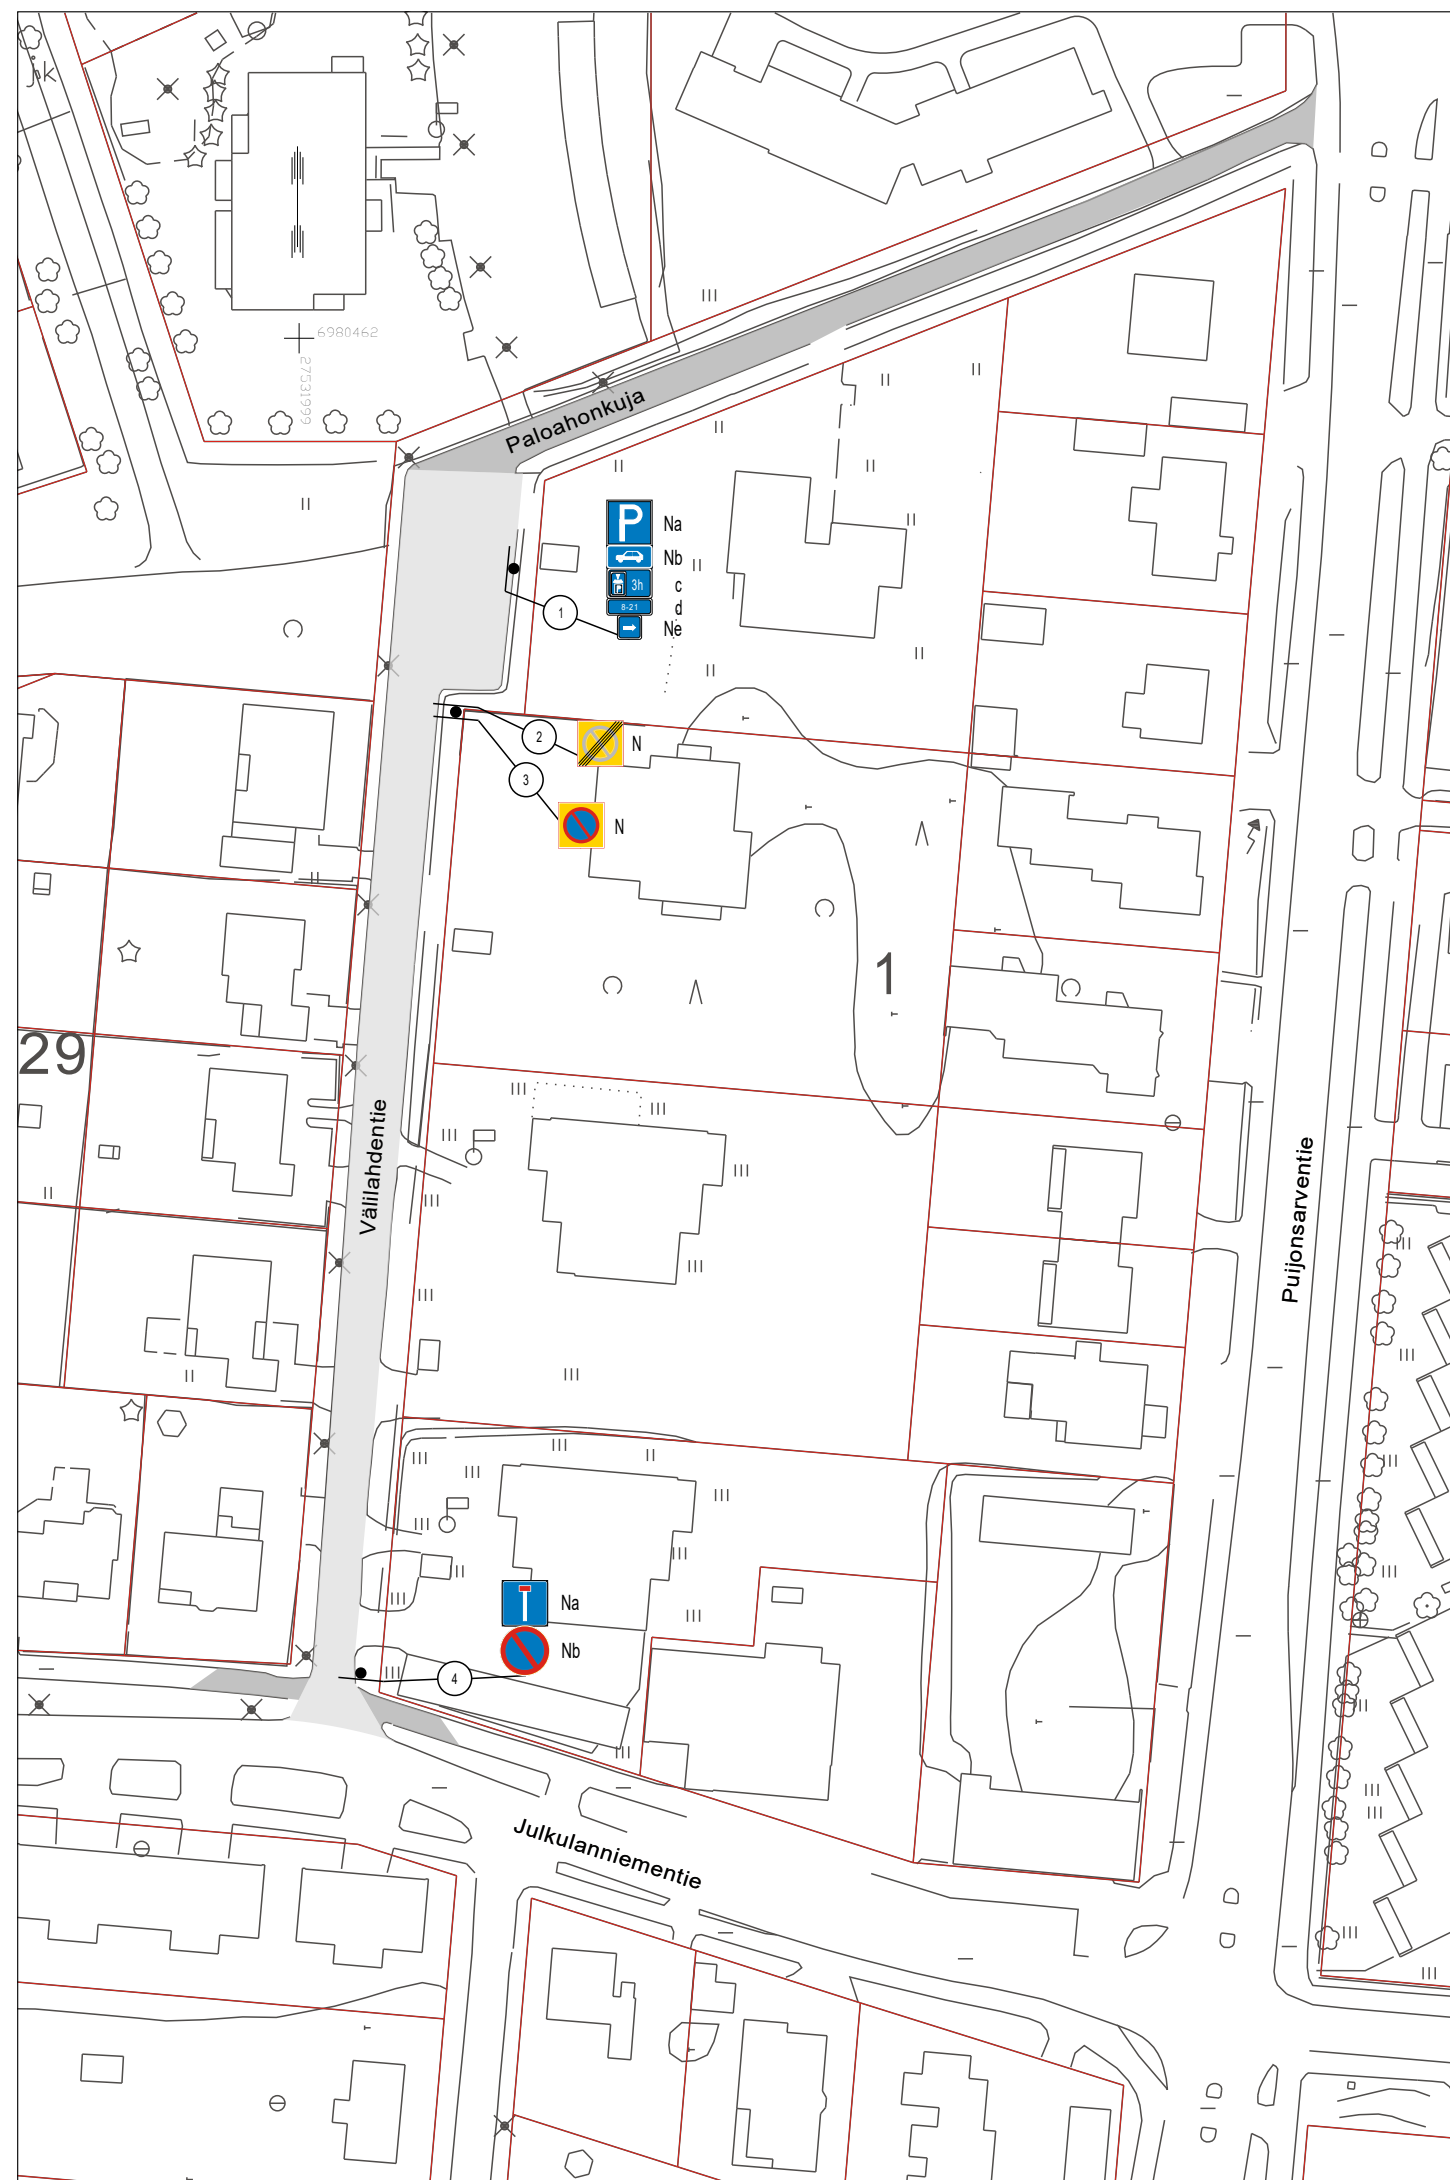 jk
6980462
27531999
Paloahonkuja
P Na
Nb
3h c
8-21 d
1 Ne
2 N
3 N
1
29
Välilahdentie
Puijonsarventie
Na
Nb
4
Julkulanniementie